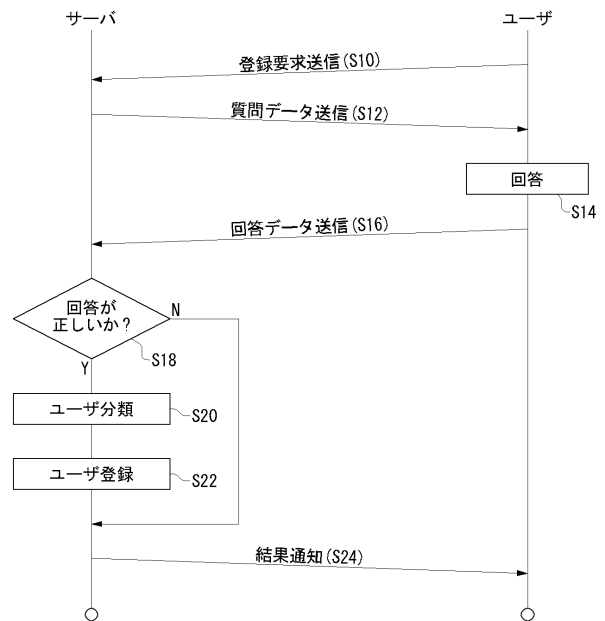 サーバ
ユーザ
登録要求送信(S10)
質問データ送信(S12)
回答
S14
回答データ送信(S16)
回答が
正しいか？
N
S18
Y
ユーザ分類
S20
ユーザ登録
S22
結果通知(S24)